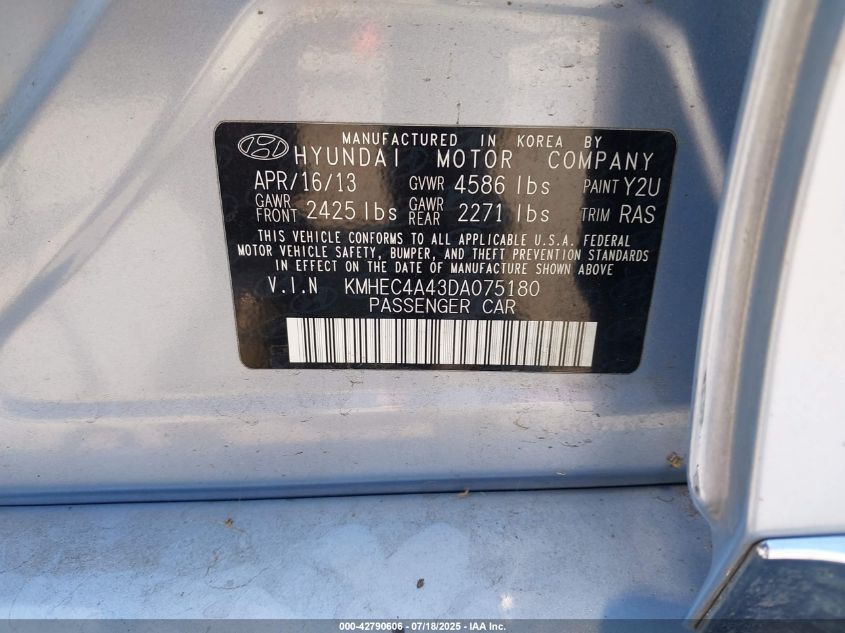 MANUFACTURED IN KOREA BY
HYUNDAI MOTOR COMPANY
APR/16/13 GVWR 4586 lbs PAINT Y2U
GAWR FRONT 2425 lbs GAWR REAR 2271 lbs TRIM RAS
THIS VEHICLE CONFORMS TO ALL APPLICABLE U.S.A. FEDERAL
MOTOR VEHICLE SAFETY, BUMPER, AND THEFT PREVENTION STANDARDS
IN EFFECT ON THE DATE OF MANUFACTURE SHOWN ABOVE
V.I.N KMHEC4A43DA075180
PASSENGER CAR
000-42790606 - 07/18/2025 - IAA Inc.